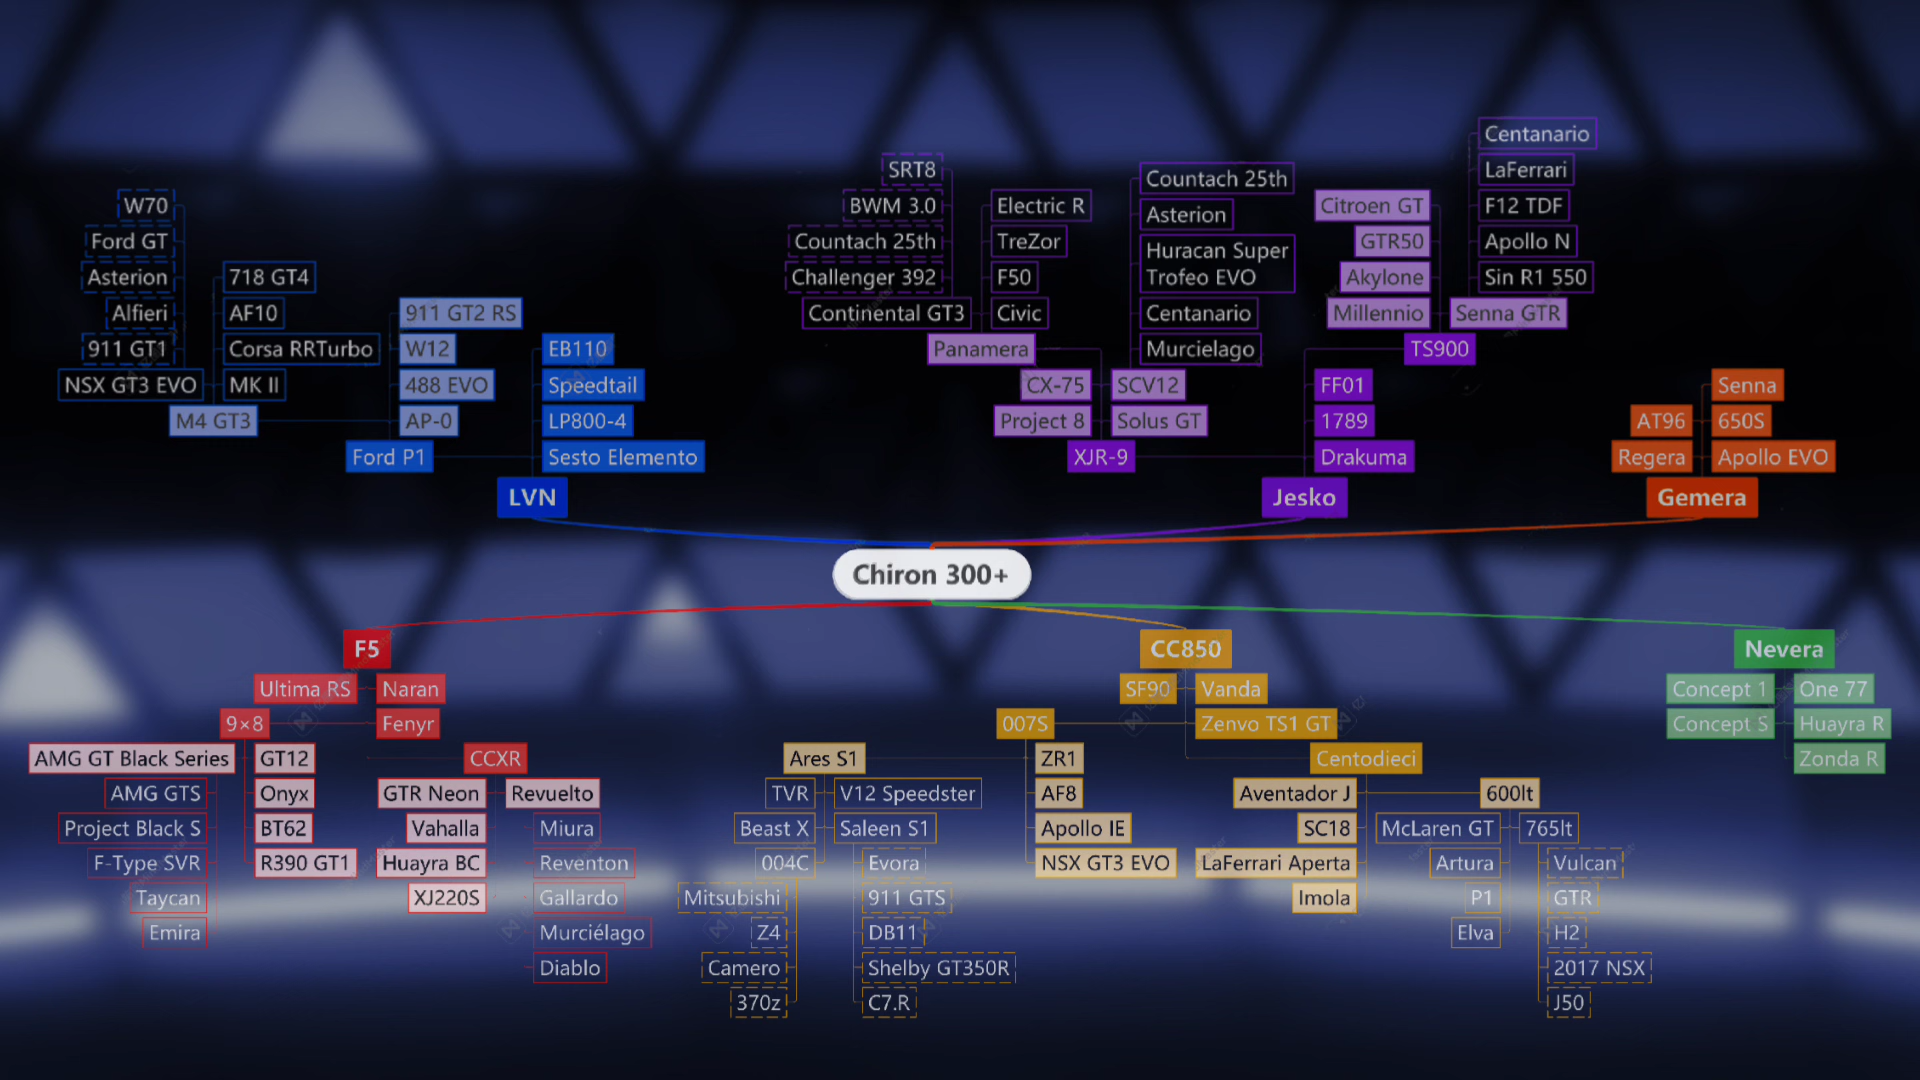 W70
Ford GT
Asterion
Alfieri
911 GT1
NSX GT3 EVO
718 GT4
AF10
Corsa RRTurbo
MK II
M4 GT3
911 GT2 RS
W12
488 EVO
AP-0
Ford P1
EB110
Speedtail
LP800-4
Sesto Elemento
LVN
SRT8
BWM 3.0
Countach 25th
Challenger 392
Continental GT3
Electric R
TreZor
F50
Civic
Panamera
CX-75
Project 8
Countach 25th
Asterion
Huracan Super
Trofeo EVO
Centanario
Murcielago
SCV12
Solus GT
XJR-9
Citroen GT
GTR50
Akylone
Millennio
Centanario
LaFerrari
F12 TDF
Apollo N
Sin R1 550
Senna GTR
TS900
FF01
1789
Drakuma
Jesko
Senna
AT96
650S
Regera
Apollo EVO
Gemera
Chiron 300+
F5
Ultima RS
Naran
9×8
Fenyr
AMG GT Black Series
AMG GTS
Project Black S
F-Type SVR
Taycan
Emira
GT12
Onyx
BT62
R390 GT1
CCXR
GTR Neon
Vahalla
Huayra BC
XJ220S
Revuelto
Miura
Reventon
Gallardo
Murciélago
Diablo
CC850
SF90
Vanda
007S
Zenvo TS1 GT
Ares S1
TVR
Beast X
004C
Mitsubishi
Z4
Camero
370z
V12 Speedster
Saleen S1
Evora
911 GTS
DB11
Shelby GT350R
C7.R
ZR1
AF8
Apollo IE
NSX GT3 EVO
Centodieci
Aventador J
SC18
LaFerrari Aperta
Imola
600lt
McLaren GT
Artura
P1
Elva
765lt
Vulcan
GTR
H2
2017 NSX
J50
Nevera
Concept 1
One 77
Concept S
Huayra R
Zonda R